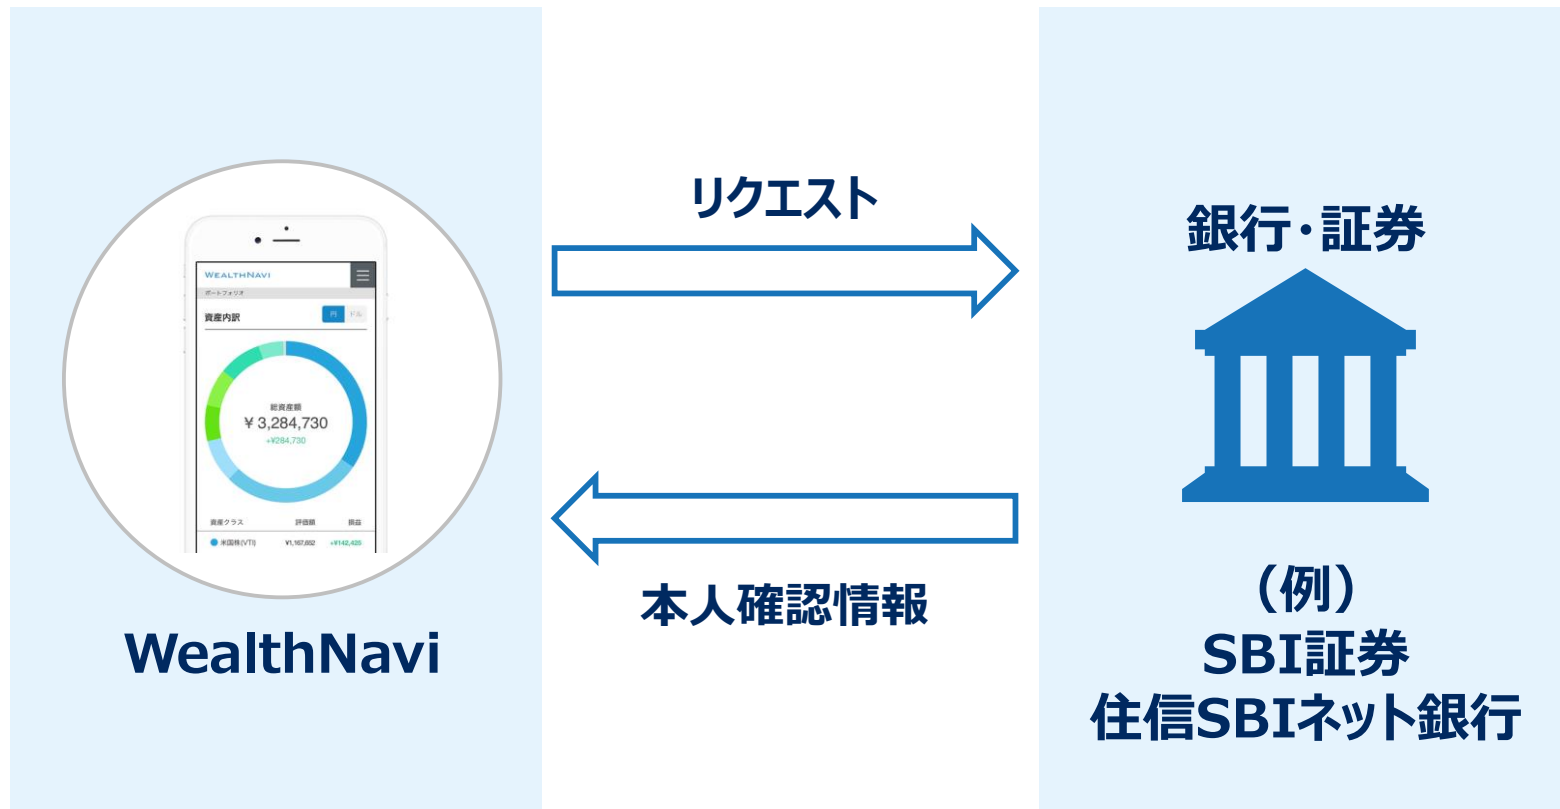 リクエスト
銀行・証券
WEALTHNAVI
ポートフォリオ
資産内訳
円 ドル
総資産額
¥ 3,284,730
+¥284,730
資産クラス 評価額 損益
米国株(VTI) ¥1,167,652 +¥142,425
本人確認情報
(例)
WealthNavi
SBI証券
住信SBIネット銀行